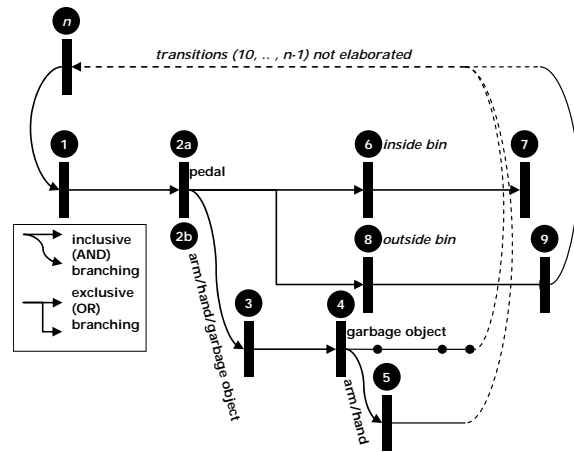 n
transitions (10, .. , n-1) not elaborated
1
2a
6
inside bin
7
pedal
2b
8
outside bin
9
inclusive
(AND)
branching
exclusive
(OR)
branching
arm/hand/garbage object
3
4
garbage object
5
arm/hand